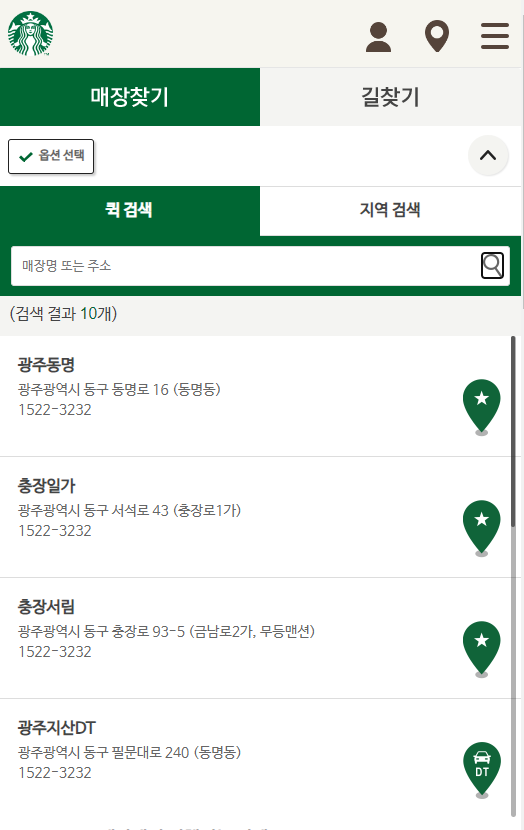 매장찾기
길찾기
옵션 선택
퀵 검색
지역 검색
매장명 또는 주소
(검색 결과 10개)
광주동명
광주광역시 동구 동명로 16 (동명동)
1522-3232
충장일가
광주광역시 동구 서석로 43 (충장로1가)
1522-3232
충장서림
광주광역시 동구 충장로 93-5 (금남로2가, 무등맨션)
1522-3232
광주지산DT
광주광역시 동구 필문대로 240 (동명동)
1522-3232
DT